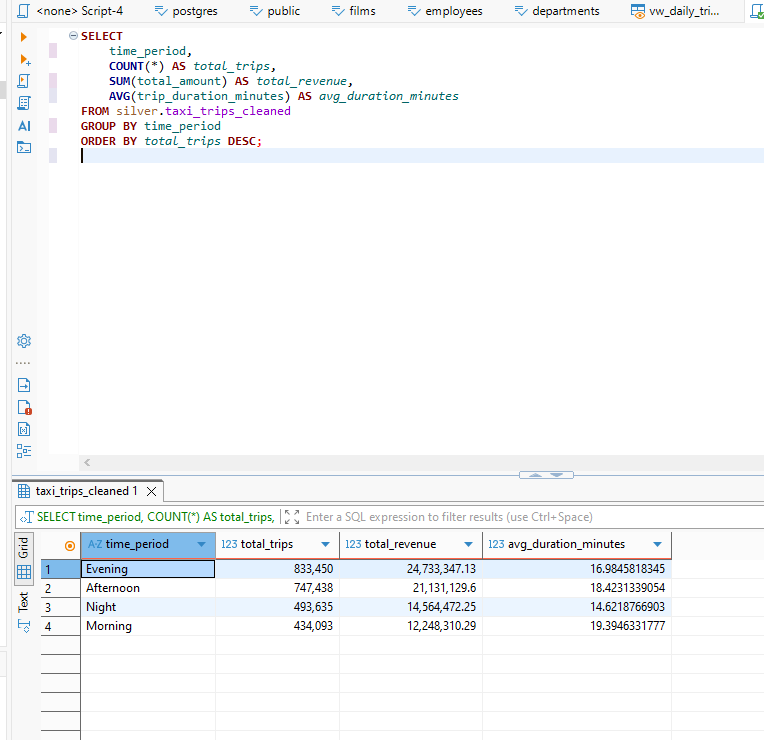 <none> Script-4 postgres public films employees departments vw_daily_tri...
SELECT
time_period,
COUNT(*) AS total_trips,
SUM(total_amount) AS total_revenue,
AVG(trip_duration_minutes) AS avg_duration_minutes
FROM silver.taxi_trips_cleaned
GROUP BY time_period
ORDER BY total_trips DESC;
AI
taxi_trips_cleaned 1
SELECT time_period, COUNT(*) AS total_trips, Enter a SQL expression to filter results (use Ctrl+Space)
Grid
Text
A-Z time_period 123 total_trips 123 total_revenue 123 avg_duration_minutes
1 Evening 833,450 24,733,347.13 16.9845818345
2 Afternoon 747,438 21,131,129.6 18.4231339054
3 Night 493,635 14,564,472.25 14.6218766903
4 Morning 434,093 12,248,310.29 19.3946331777